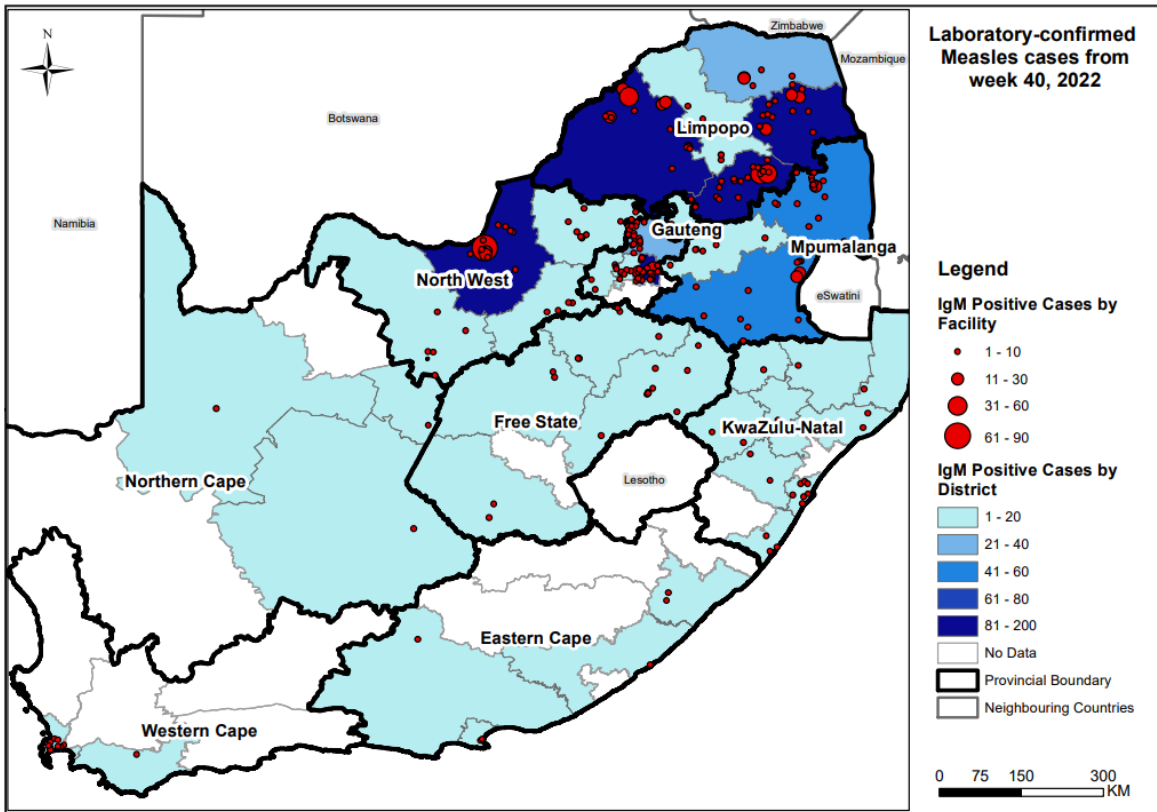 Laboratory-confirmed
Measles cases from
week 40, 2022
N
Zimbabwe
Mozambique
Botswana
Limpopo
Namibia
Gauteng
Mpumalanga
North West
eSwatini
Free State
KwaZulu-Natal
Northern Cape
Lesotho
Eastern Cape
Western Cape
Legend
IgM Positive Cases by
Facility
1 - 10
11 - 30
31 - 60
61 - 90
IgM Positive Cases by
District
1 - 20
21 - 40
41 - 60
61 - 80
81 - 200
No Data
Provincial Boundary
Neighbouring Countries
0 75 150 300
KM